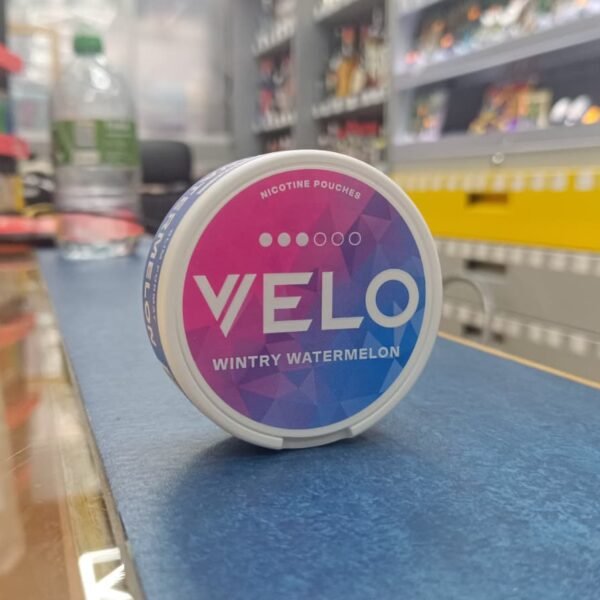 NICOTINE POUCHES
VELO
WINTRY WATERMELON